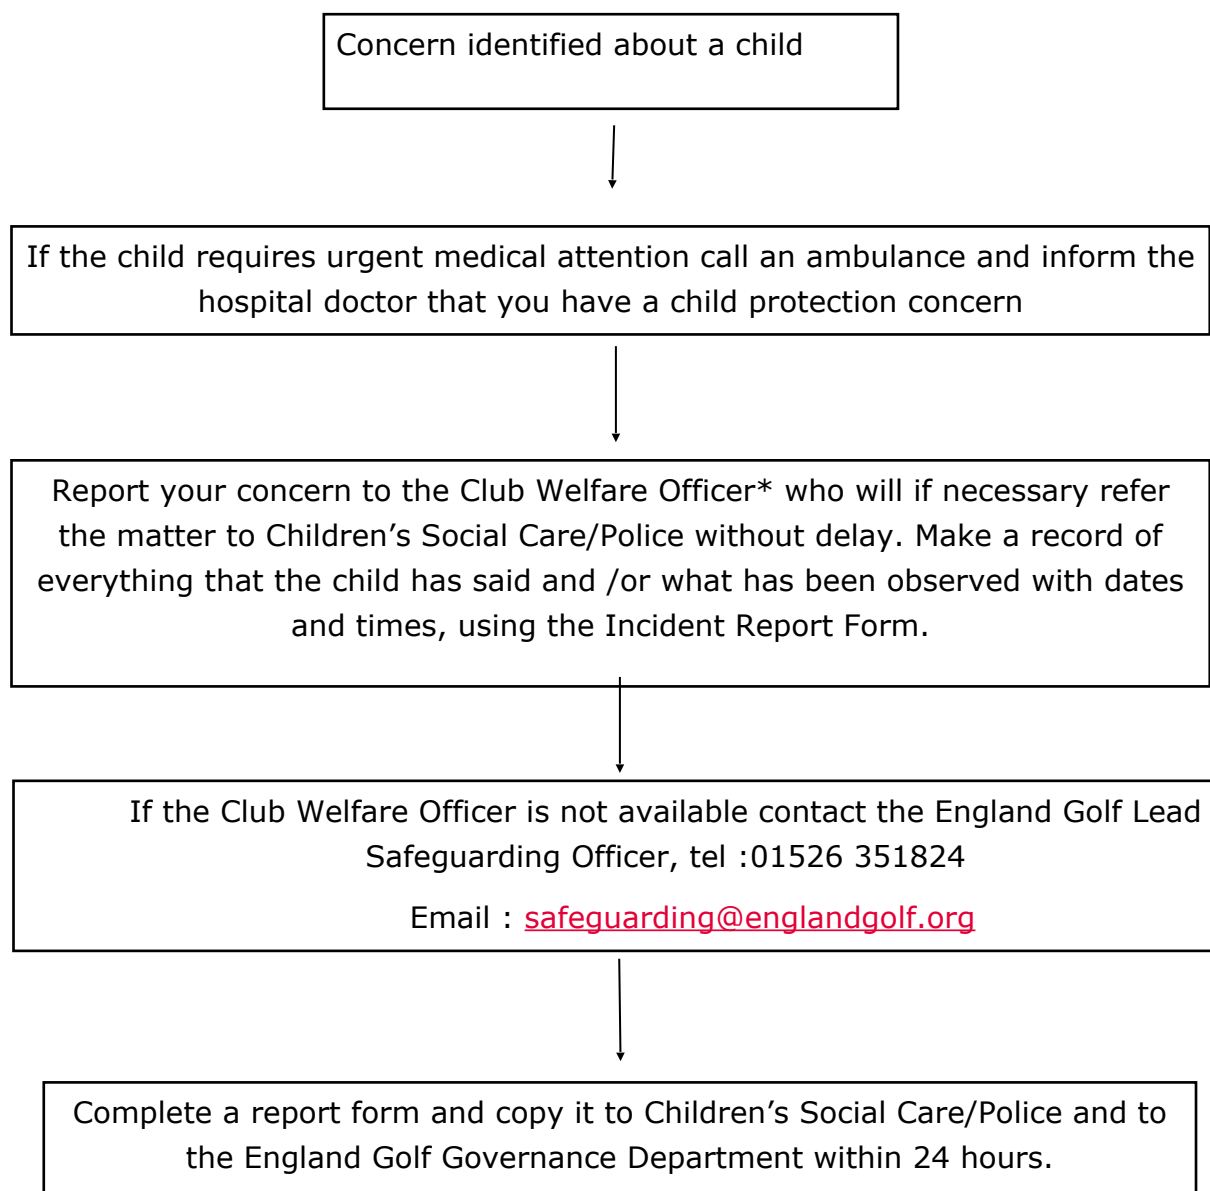 Concern identified about a child
If the child requires urgent medical attention call an ambulance and inform the
hospital doctor that you have a child protection concern
Report your concern to the Club Welfare Officer* who will if necessary refer
the matter to Children’s Social Care/Police without delay. Make a record of
everything that the child has said and /or what has been observed with dates
and times, using the Incident Report Form.
If the Club Welfare Officer is not available contact the England Golf Lead
Safeguarding Officer, tel :01526 351824
Email : safeguarding@englandgolf.org
Complete a report form and copy it to Children’s Social Care/Police and to
the England Golf Governance Department within 24 hours.